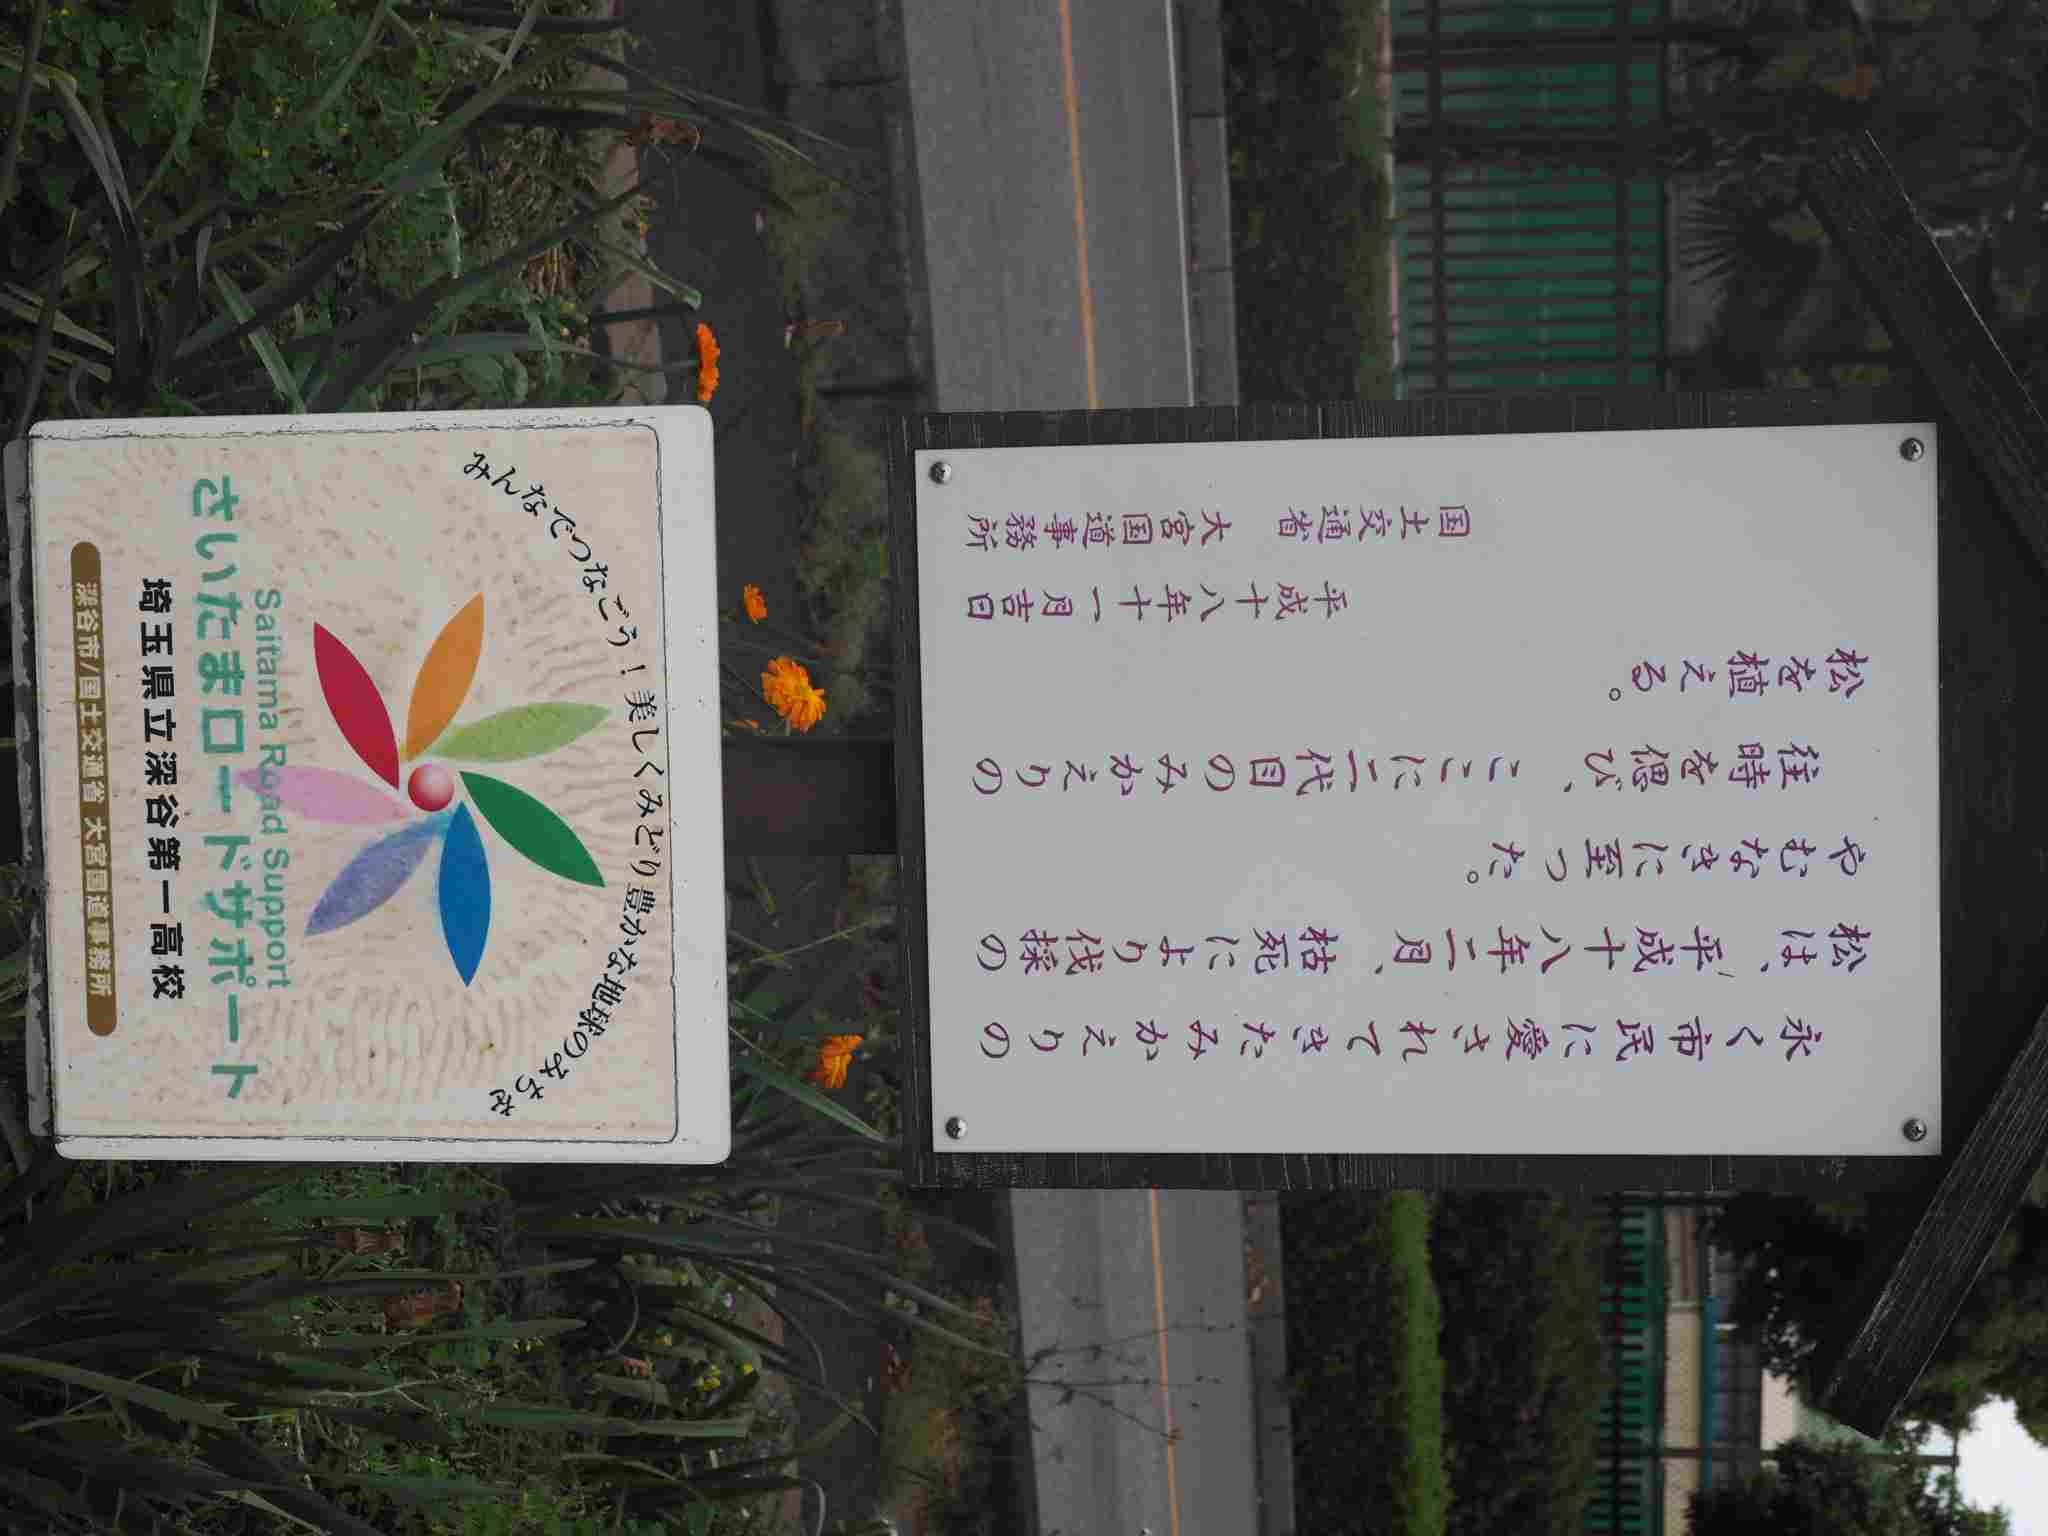 永く市民に愛されてきたみかえりの
松は、平成十八年二月、枯死により伐採の
やむなきに至った。
往時を偲び、ここに二代目のみかえりの
松を植える。
平成十八年十一月吉日
国土交通省 大宮国道事務所
みんなでつなごう！美しくみどり豊かな地球のみちを
Saitama Road Support
さいたまロードサポート
埼玉県立深谷第一高校
深谷市/国土交通省 大宮国道事務所